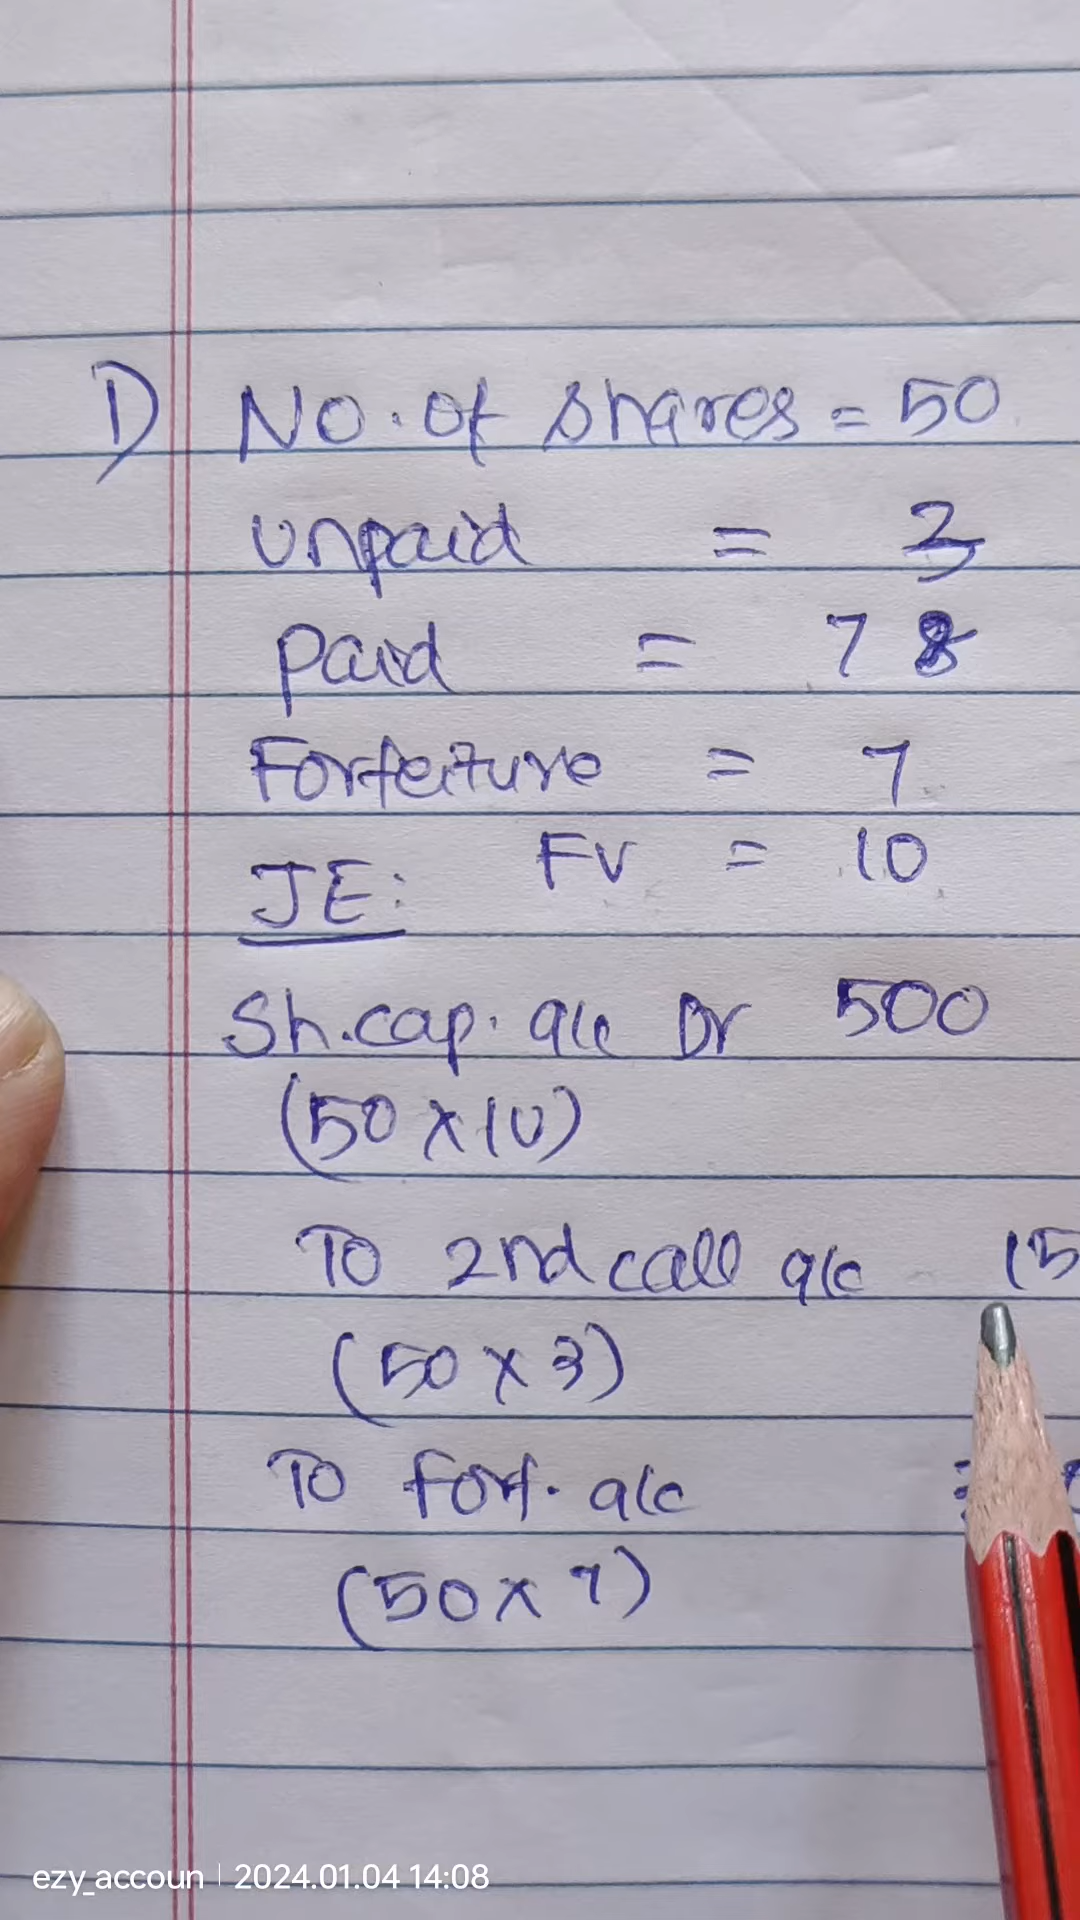 1) No. of shares = 50
unpaid = 3
paid = 7
Forfeiture = 7
FV = 10
JE:
Sh. cap. a/c Dr 500
(50 x 10)
To 2nd call a/c 15
(50 x 3)
To forf. a/c
(50 x 7)
ezy_accoun | 2024.01.04 14:08